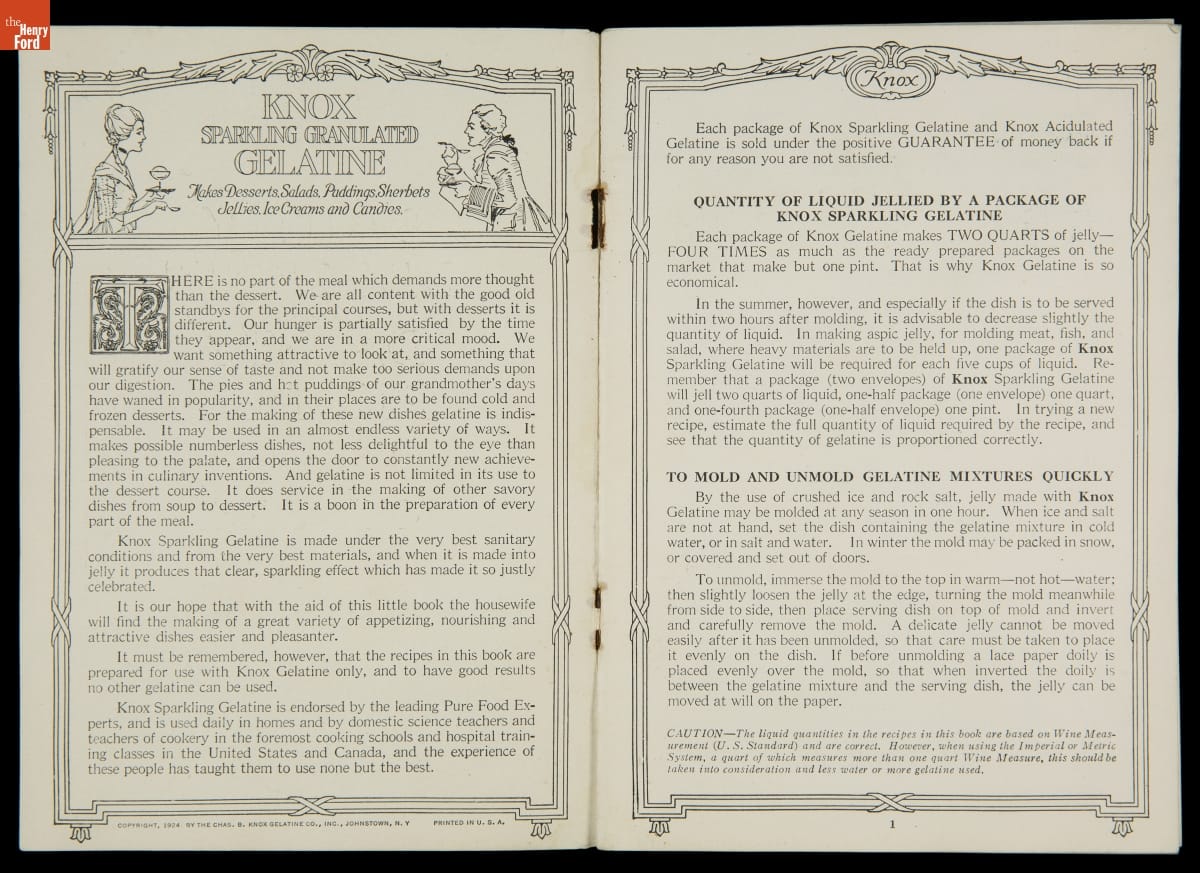 the
Henry
Ford
KNOX
SPARKLING GRANULATED
GELATINE
Makes Desserts, Salads, Puddings, Sherbets
Jellies, Ice Creams and Candies.
THERE is no part of the meal which demands more thought
than the dessert. We are all content with the good old
standbys for the principal courses, but with desserts it is
different. Our hunger is partially satisfied by the time
they appear, and we are in a more critical mood. We
want something attractive to look at, and something that
will gratify our sense of taste and not make too serious demands upon
our digestion. The pies and hot puddings of our grandmother's days
have waned in popularity, and in their places are to be found cold and
frozen desserts. For the making of these new dishes gelatine is indis-
pensable. It may be used in an almost endless variety of ways. It
makes possible numberless dishes, not less delightful to the eye than
pleasing to the palate, and opens the door to constantly new achieve-
ments in culinary inventions. And gelatine is not limited in its use to
the dessert course. It does service in the making of other savory
dishes from soup to dessert. It is a boon in the preparation of every
part of the meal.
Knox Sparkling Gelatine is made under the very best sanitary
conditions and from the very best materials, and when it is made into
jelly it produces that clear, sparkling effect which has made it so justly
celebrated.
It is our hope that with the aid of this little book the housewife
will find the making of a great variety of appetizing, nourishing and
attractive dishes easier and pleasanter.
It must be remembered, however, that the recipes in this book are
prepared for use with Knox Gelatine only, and to have good results
no other gelatine can be used.
Knox Sparkling Gelatine is endorsed by the leading Pure Food Ex-
perts, and is used daily in homes and by domestic science teachers and
teachers of cookery in the foremost cooking schools and hospital train-
ing classes in the United States and Canada, and the experience of
these people has taught them to use none but the best.
COPYRIGHT, 1924. BY THE CHAS. B. KNOX GELATINE CO., INC., JOHNSTOWN, N. Y PRINTED IN U. S. A.
Knox
Each package of Knox Sparkling Gelatine and Knox Acidulated
Gelatine is sold under the positive GUARANTEE of money back if
for any reason you are not satisfied.
QUANTITY OF LIQUID JELLIED BY A PACKAGE OF
KNOX SPARKLING GELATINE
Each package of Knox Gelatine makes TWO QUARTS of jelly—
FOUR TIMES as much as the ready prepared packages on the
market that make but one pint. That is why Knox Gelatine is so
economical.
In the summer, however, and especially if the dish is to be served
within two hours after molding, it is advisable to decrease slightly the
quantity of liquid. In making aspic jelly, for molding meat, fish, and
salad, where heavy materials are to be held up, one package of Knox
Sparkling Gelatine will be required for each five cups of liquid. Re-
member that a package (two envelopes) of Knox Sparkling Gelatine
will jell two quarts of liquid, one-half package (one envelope) one quart,
and one-fourth package (one-half envelope) one pint. In trying a new
recipe, estimate the full quantity of liquid required by the recipe, and
see that the quantity of gelatine is proportioned correctly.
TO MOLD AND UNMOLD GELATINE MIXTURES QUICKLY
By the use of crushed ice and rock salt, jelly made with Knox
Gelatine may be molded at any season in one hour. When ice and salt
are not at hand, set the dish containing the gelatine mixture in cold
water, or in salt and water. In winter the mold may be packed in snow,
or covered and set out of doors.
To unmold, immerse the mold to the top in warm—not hot—water;
then slightly loosen the jelly at the edge, turning the mold meanwhile
from side to side, then place serving dish on top of mold and invert
and carefully remove the mold. A delicate jelly cannot be moved
easily after it has been unmolded, so that care must be taken to place
it evenly on the dish. If before unmolding a lace paper doily is
placed evenly over the mold, so that when inverted the doily is
between the gelatine mixture and the serving dish, the jelly can be
moved at will on the paper.
CAUTION—The liquid quantities in the recipes in this book are based on Wine Meas-
urement (U. S. Standard) and are correct. However, when using the Imperial or Metric
System, a quart of which measures more than one quart Wine Measure, this should be
taken into consideration and less water or more gelatine used.
1